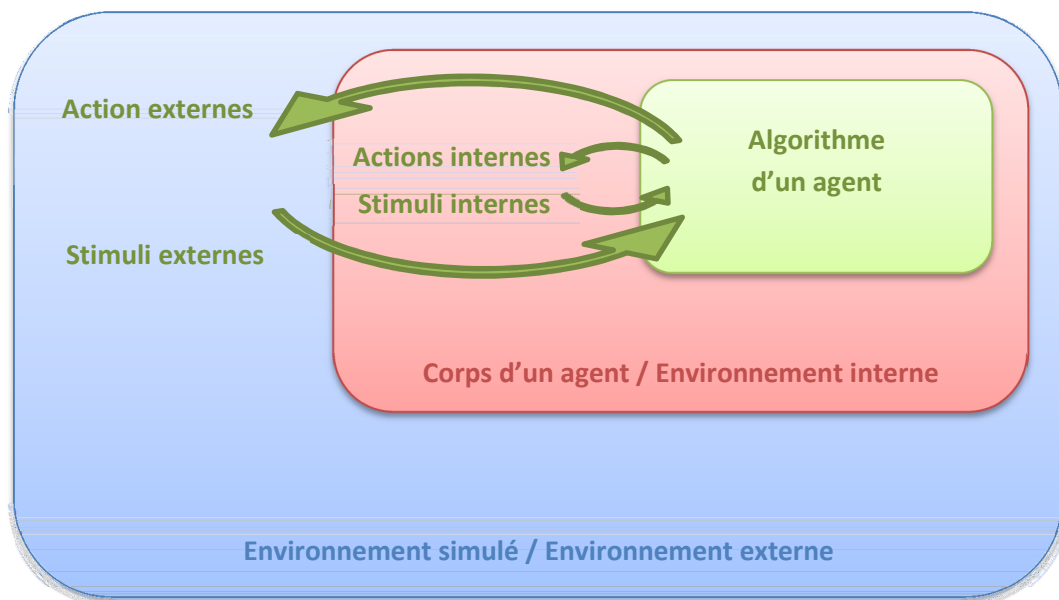 Action externes
Algorithme
d’un agent
Actions internes
Stimuli internes
Stimuli externes
Corps d’un agent / Environnement interne
Environnement simulé / Environnement externe